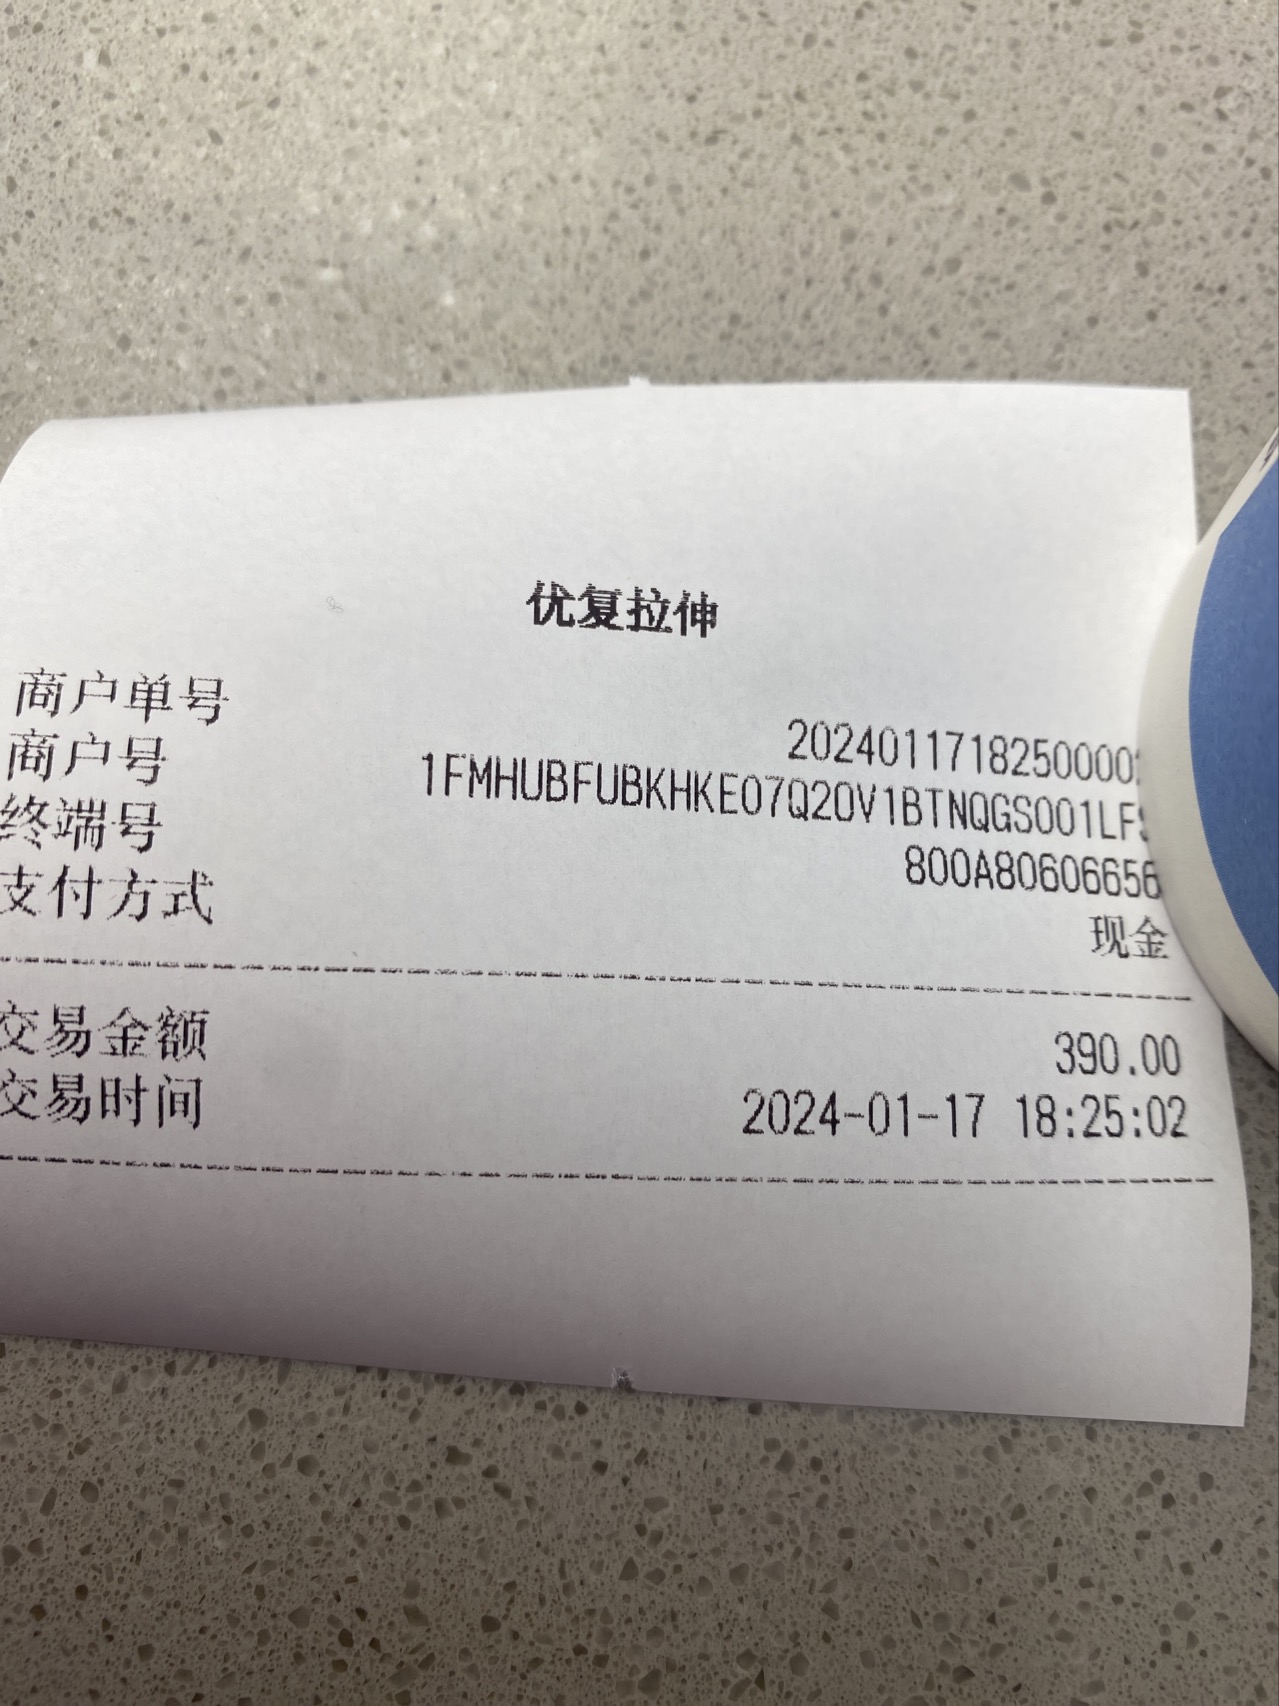 优复拉伸
商户单号 2024011718250000
商户号 1FMHUBFUBKHKE07Q20V1BTNQGS001LF
终端号 800A80606656
支付方式 现金
交易金额 390.00
交易时间 2024-01-17 18:25:02